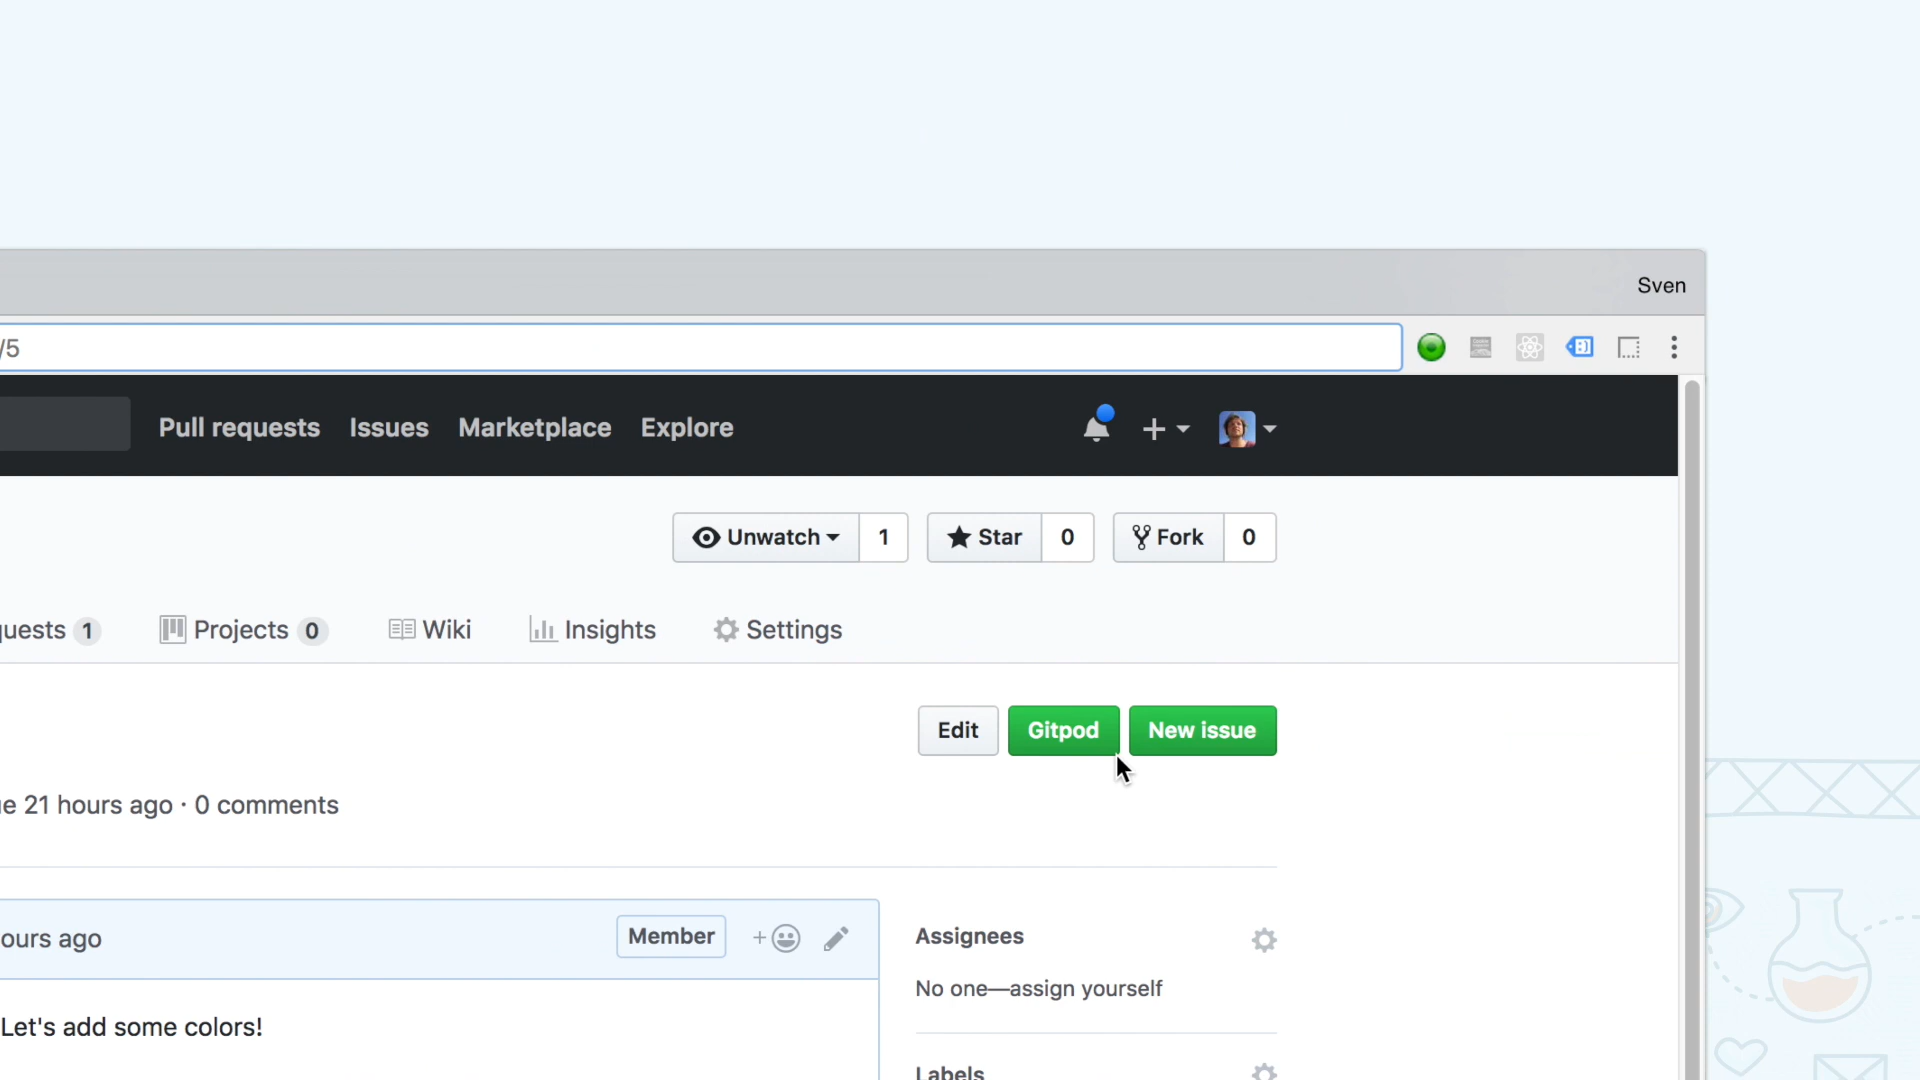 Sven
/5
Pull requests Issues Marketplace Explore
Unwatch 1 Star 0 Fork 0
quests 1 Projects 0 Wiki Insights Settings
Edit Gitpod New issue
e 21 hours ago · 0 comments
ours ago Member
Assignees
No one—assign yourself
Let's add some colors!
Labels